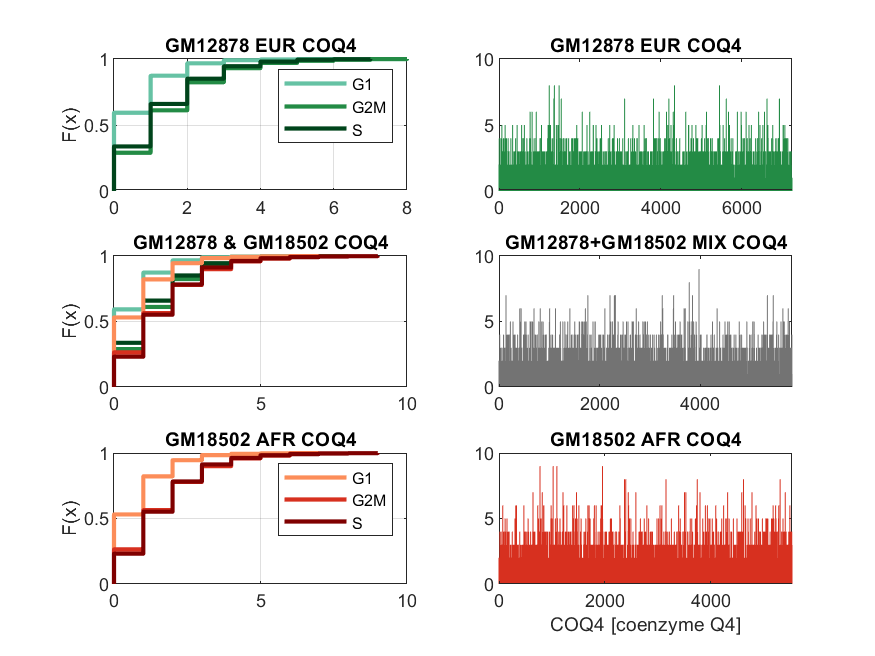 GM12878 EUR COQ4
F(x)
1
0.5
0
0 2 4 6 8
G1
G2M
S
GM12878 EUR COQ4
10
5
0
0 2000 4000 6000
GM12878 & GM18502 COQ4
F(x)
1
0.5
0
0 5 10
GM12878+GM18502 MIX COQ4
10
5
0
0 2000 4000
GM18502 AFR COQ4
F(x)
1
0.5
0
0 5 10
G1
G2M
S
GM18502 AFR COQ4
10
5
0
0 2000 4000
COQ4 [coenzyme Q4]